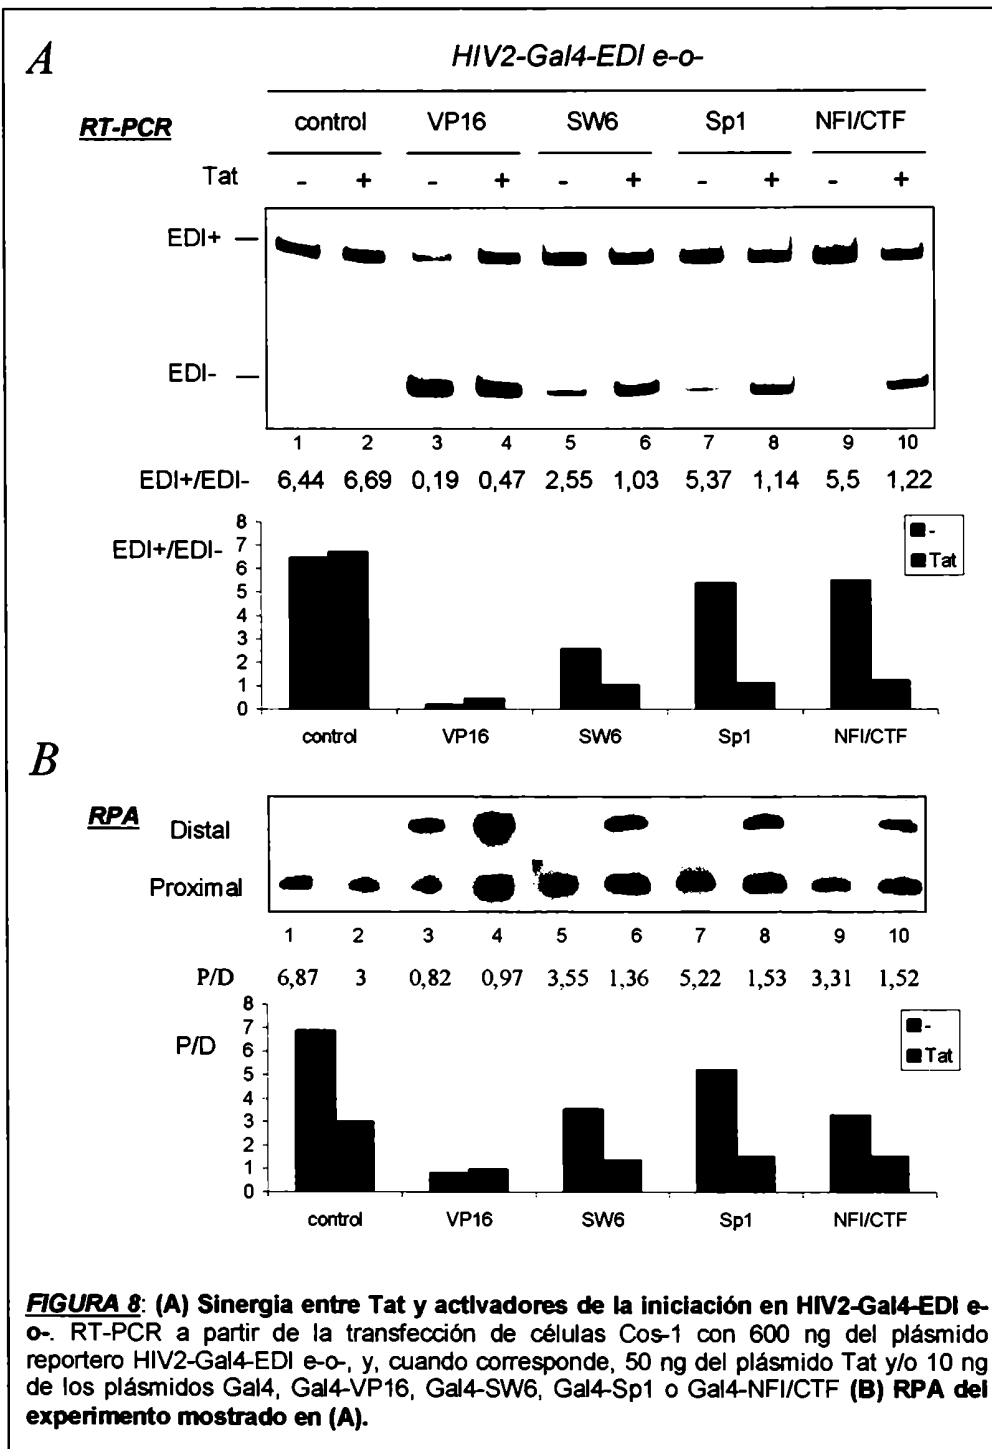 A
HIV2-Gal4-EDI e-o-
RT-PCR control VP16 SW6 Sp1 NFI/CTF
Tat - + - + - + - + - +
EDI+
EDI-
1 2 3 4 5 6 7 8 9 10
EDI+/EDI- 6,44 6,69 0,19 0,47 2,55 1,03 5,37 1,14 5,5 1,22
EDI+/EDI-
8
7
6
5
4
3
2
1
0
-
Tat
control VP16 SW6 Sp1 NFI/CTF
B
RPA
Distal
Proximal
1 2 3 4 5 6 7 8 9 10
P/D 6,87 3 0,82 0,97 3,55 1,36 5,22 1,53 3,31 1,52
P/D
8
7
6
5
4
3
2
1
0
-
Tat
control VP16 SW6 Sp1 NFI/CTF
FIGURA 8: (A) Sinergia entre Tat y activadores de la iniciación en HIV2-Gal4-EDI e-
o-. RT-PCR a partir de la transfección de células Cos-1 con 600 ng del plásmido
reportero HIV2-Gal4-EDI e-o-, y, cuando corresponde, 50 ng del plásmido Tat y/o 10 ng
de los plásmidos Gal4, Gal4-VP16, Gal4-SW6, Gal4-Sp1 o Gal4-NFI/CTF (B) RPA del
experimento mostrado en (A).